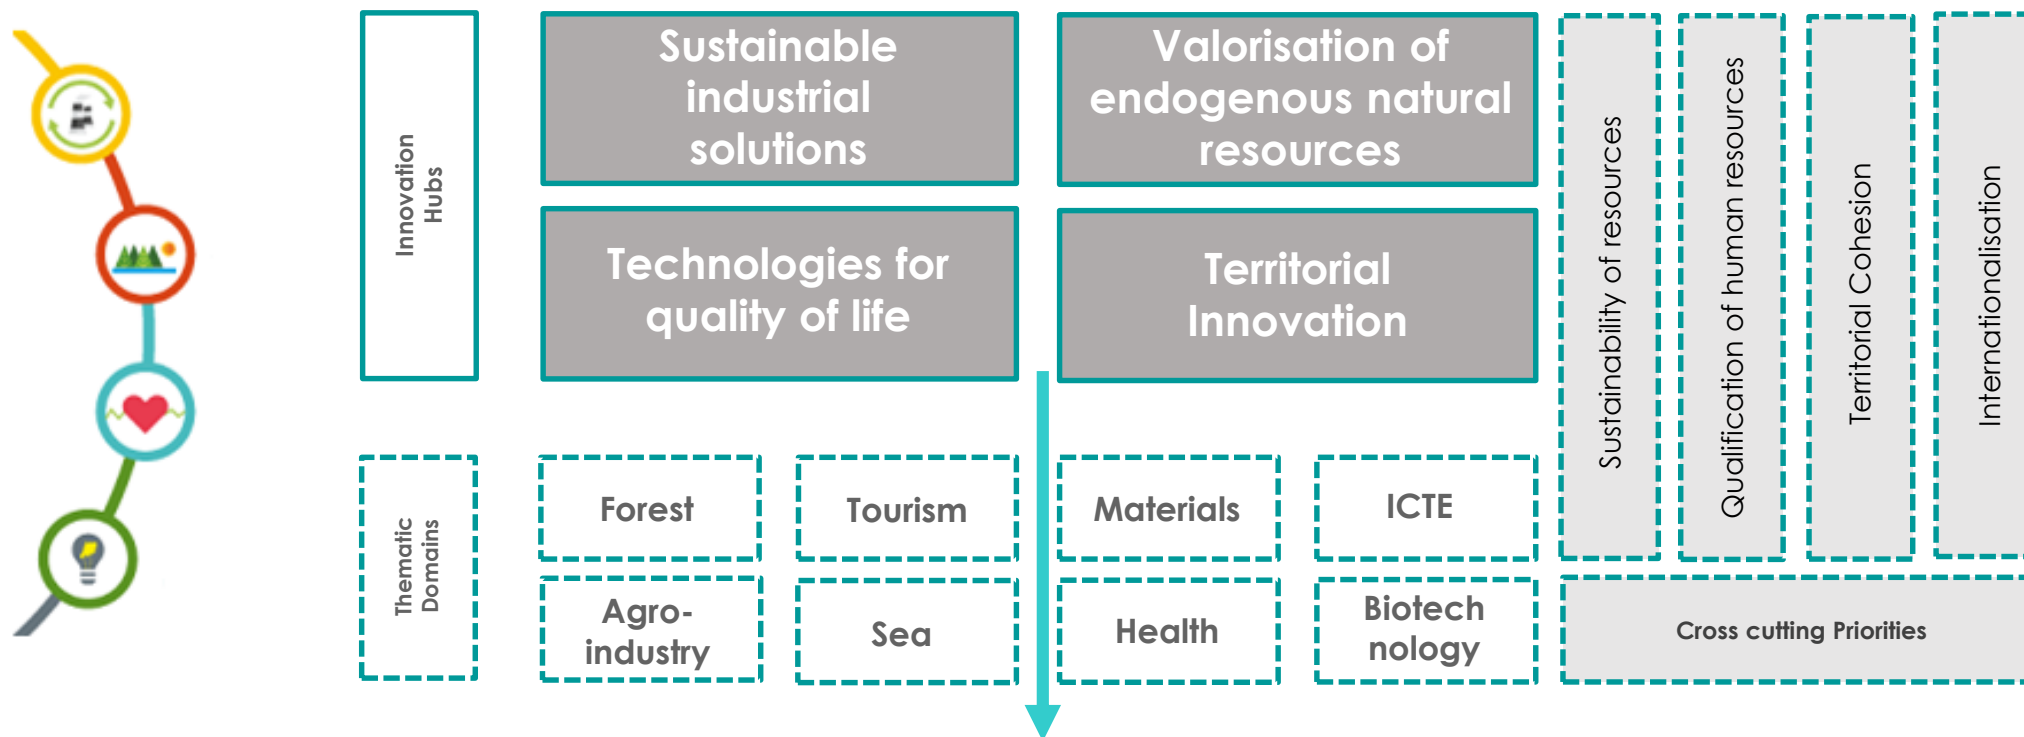 Innovation
Hubs
Sustainable
industrial
solutions
Valorisation of
endogenous natural
resources
Technologies for
quality of life
Territorial
Innovation
Thematic
Domains
Forest
Tourism
Materials
ICTE
Agro-
industry
Sea
Health
Biotech
nology
Sustainability of resources
Qualification of human resources
Territorial Cohesion
Internationalisation
Cross cutting Priorities